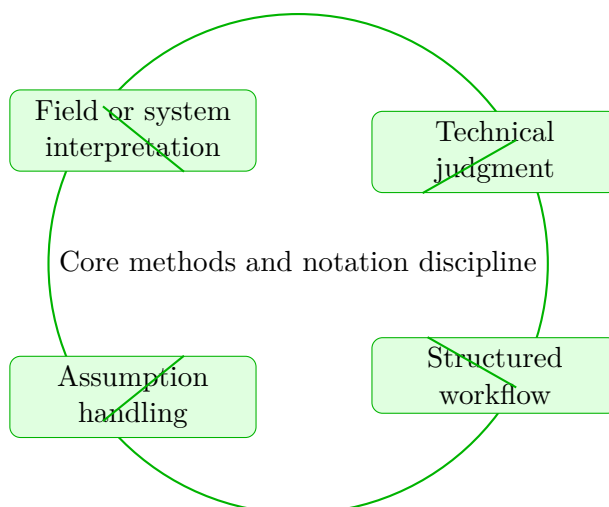 Field or system
interpretation
Technical
judgment
Core methods and notation discipline
Assumption
handling
Structured
workflow